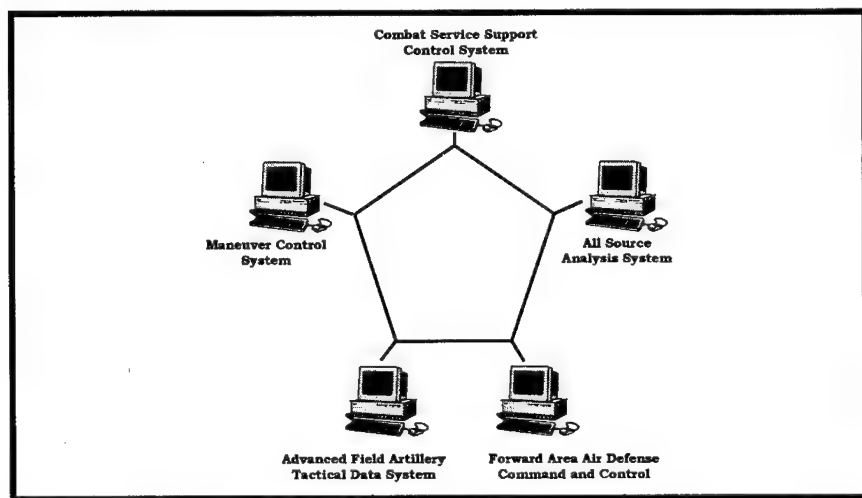 Combat Service Support
Control System
Maneuver Control
System
All Source
Analysis System
Advanced Field Artillery
Tactical Data System
Forward Area Air Defense
Command and Control